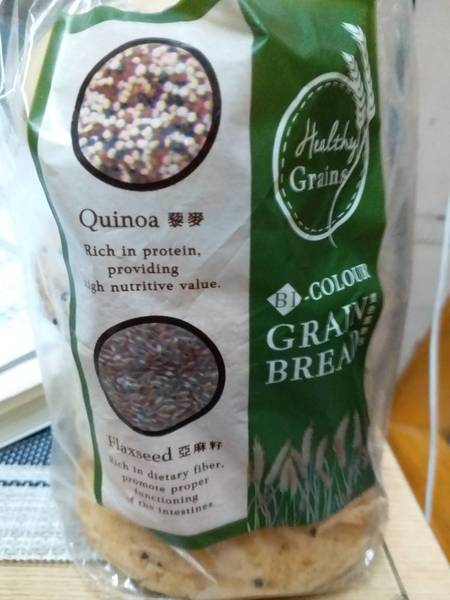 Quinoa 藜麥
Rich in protein,
providing
high nutritive value.
Flaxseed 亞麻籽
Rich in dietary fiber,
promote proper
functioning
of the intestines.
Healthy
Grains
BI-COLOUR
GRAIN
BREAD